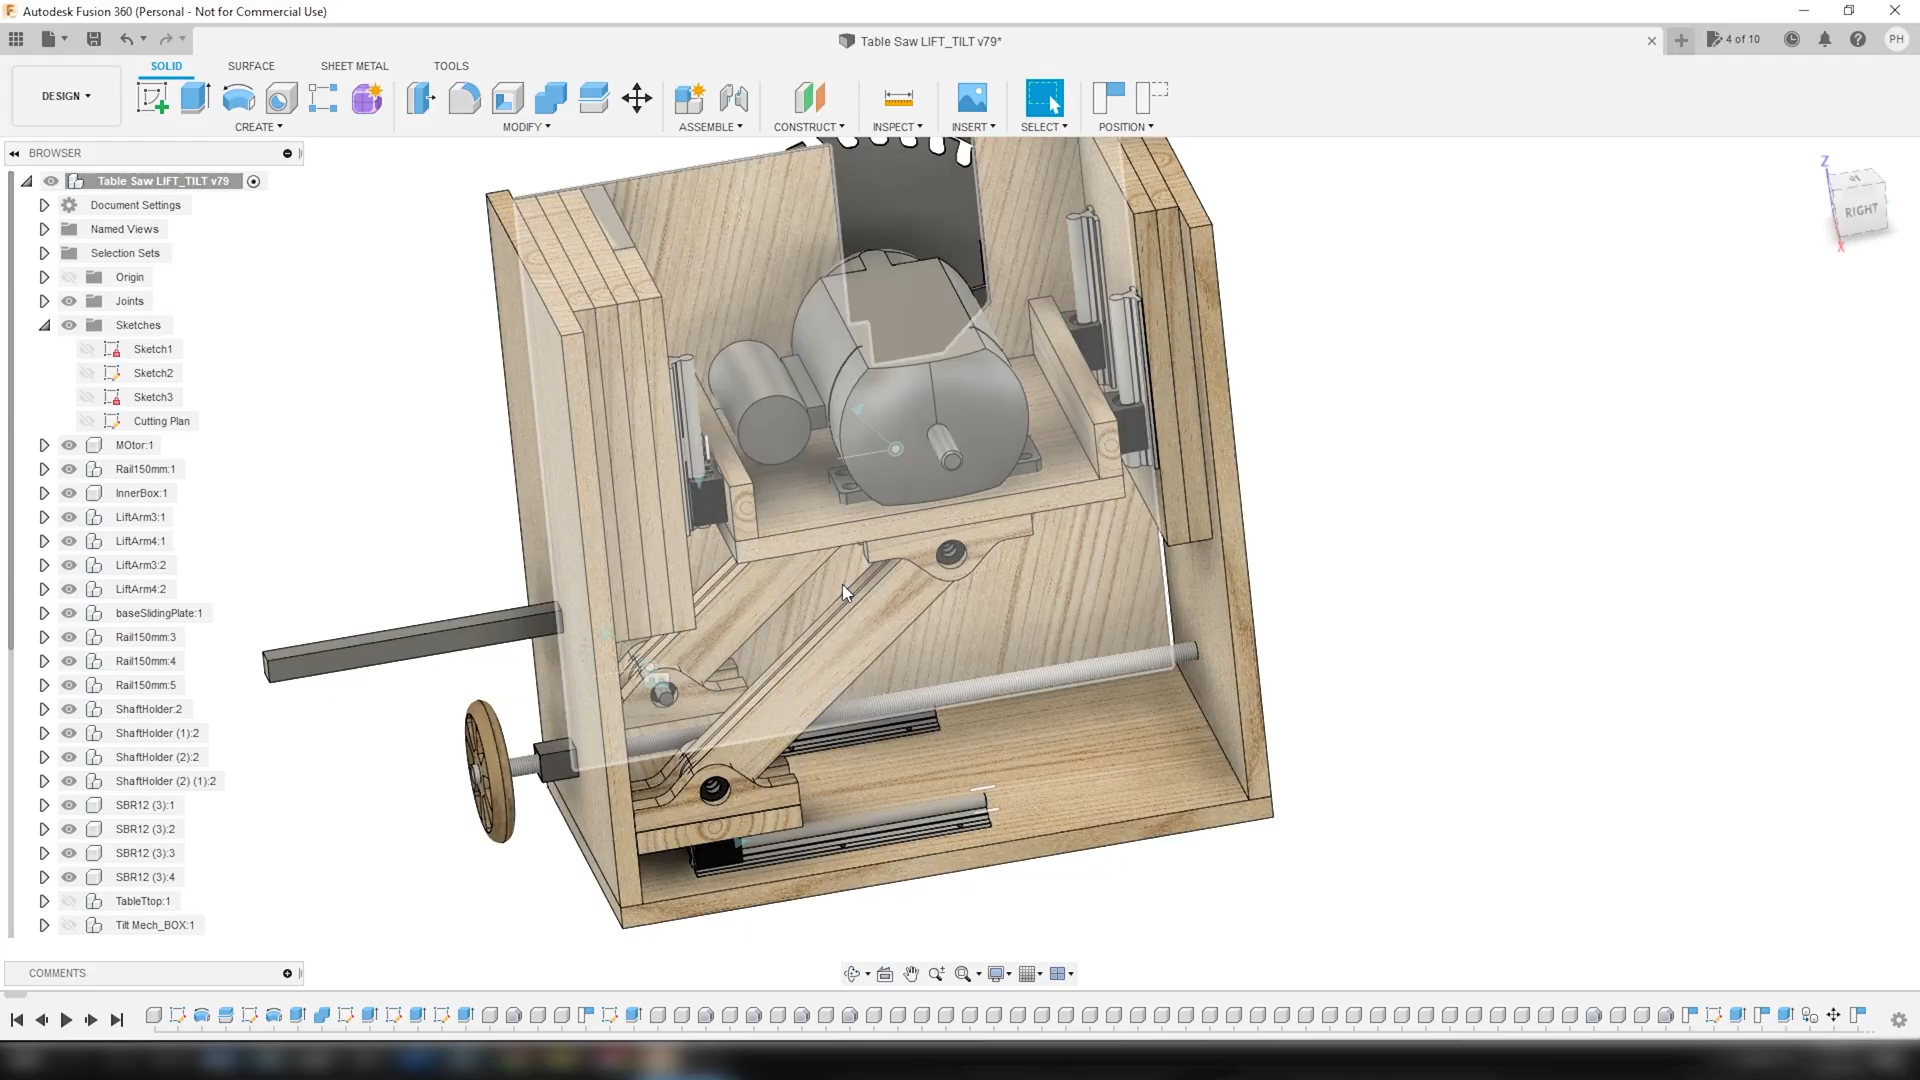 Autodesk Fusion 360 (Personal - Not for Commercial Use)
Table Saw LIFT_TILT v79*
4 of 10
PH
DESIGN
SOLID
SURFACE
SHEET METAL
TOOLS
CREATE
MODIFY
ASSEMBLE
CONSTRUCT
INSPECT
INSERT
SELECT
POSITION
BROWSER
Table Saw LIFT_TILT v79
Document Settings
Named Views
Selection Sets
Origin
Joints
Sketches
Sketch1
Sketch2
Sketch3
Cutting Plan
MOtor:1
Rail150mm:1
InnerBox:1
LiftArm3:1
LiftArm4:1
LiftArm3:2
LiftArm4:2
baseSlidingPlate:1
Rail150mm:3
Rail150mm:4
Rail150mm:5
ShaftHolder:2
ShaftHolder (1):2
ShaftHolder (2):2
ShaftHolder (2) (1):2
SBR12 (3):1
SBR12 (3):2
SBR12 (3):3
SBR12 (3):4
TableTtop:1
Tilt Mech_BOX:1
COMMENTS
Z
RIGHT
X